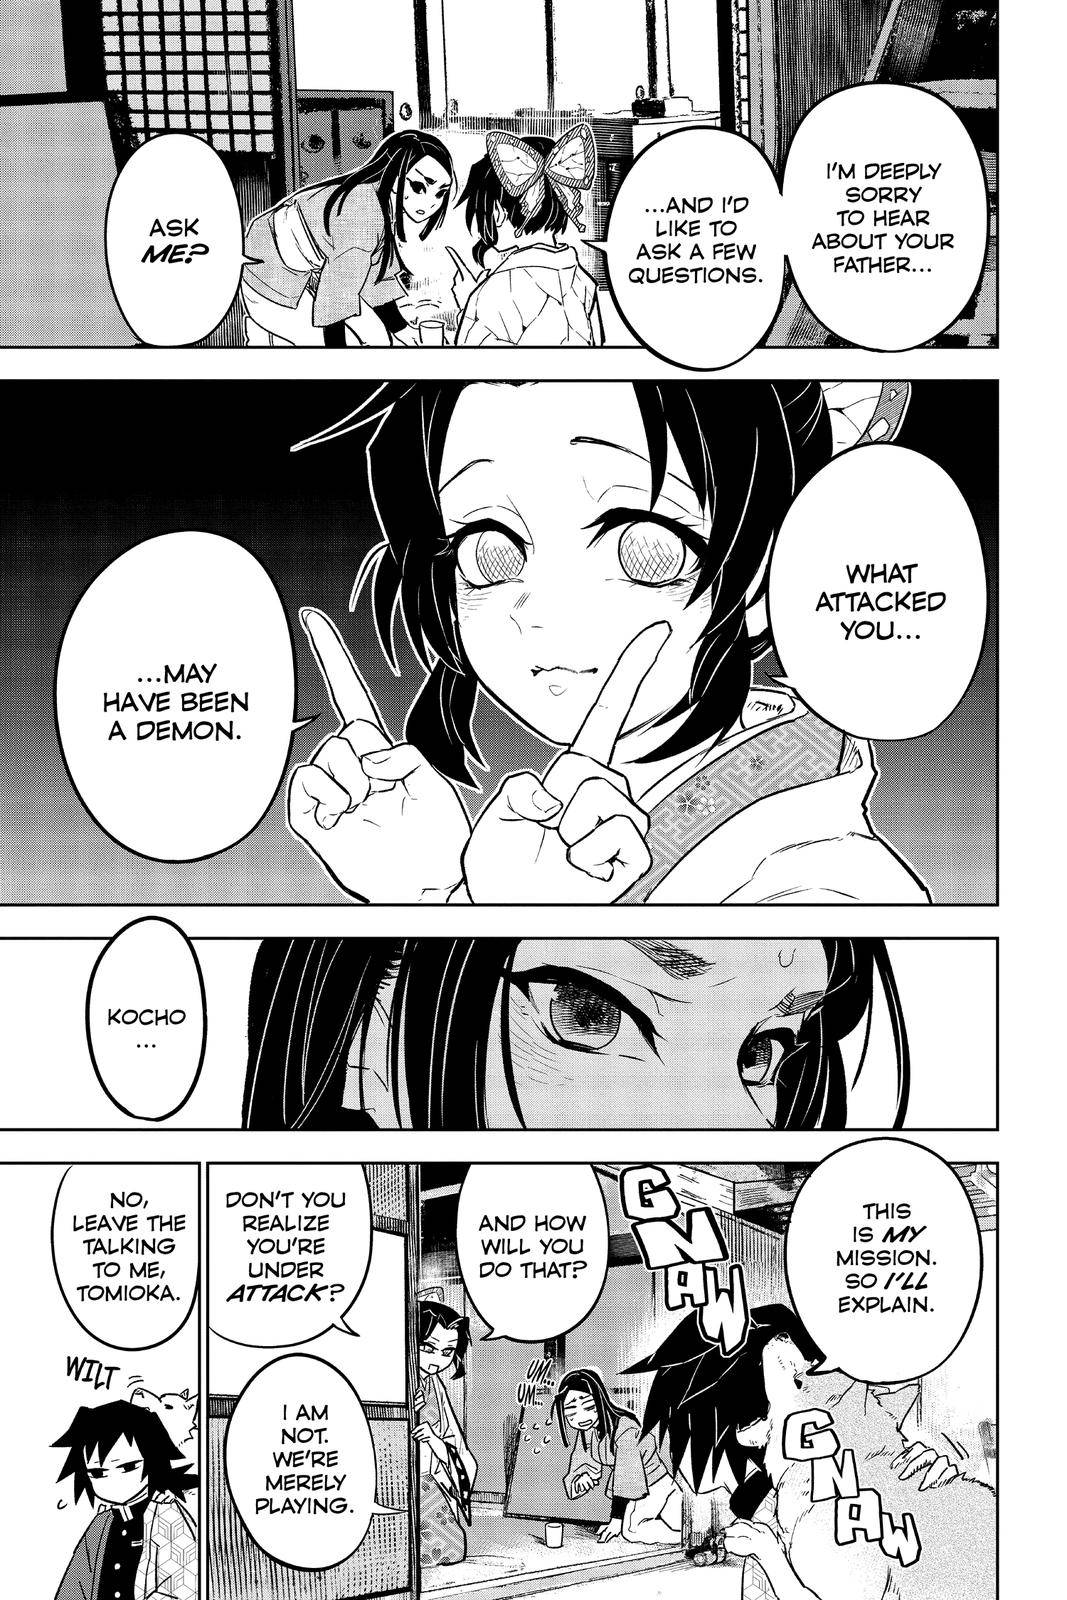 I'M DEEPLY
SORRY
TO HEAR
ABOUT YOUR
FATHER...
...AND I'D
LIKE TO
ASK A FEW
QUESTIONS.
ASK
ME?
WHAT
ATTACKED
YOU...
...MAY
HAVE BEEN
A DEMON.
KOCHO
...
THIS
IS MY
MISSION.
SO I'LL
EXPLAIN.
GNAW
GNAW
AND HOW
WILL YOU
DO THAT?
UM...
UM...
DON'T YOU
REALIZE
YOU'RE
UNDER
ATTACK?
I AM
NOT.
WE'RE
MERELY
PLAYING.
NO,
LEAVE THE
TALKING
TO ME,
TOMIOKA.
WILT